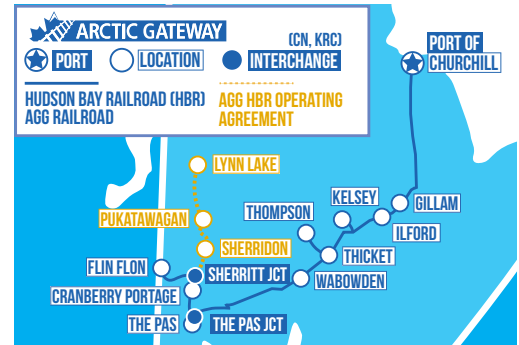 ARCTIC GATEWAY
(CN, KRC)
PORT
LOCATION
INTERCHANGE
HUDSON BAY RAILROAD (HBR)
AGG RAILROAD
AGG HBR OPERATING
AGREEMENT
PORT OF
CHURCHILL
LYNN LAKE
PUKATAWAGAN
SHERRIDON
THOMPSON
KELSEY
GILLAM
ILFORD
THICKET
WABOWDEN
FLIN FLON
SHERRITT JCT
CRANBERRY PORTAGE
THE PAS
THE PAS JCT